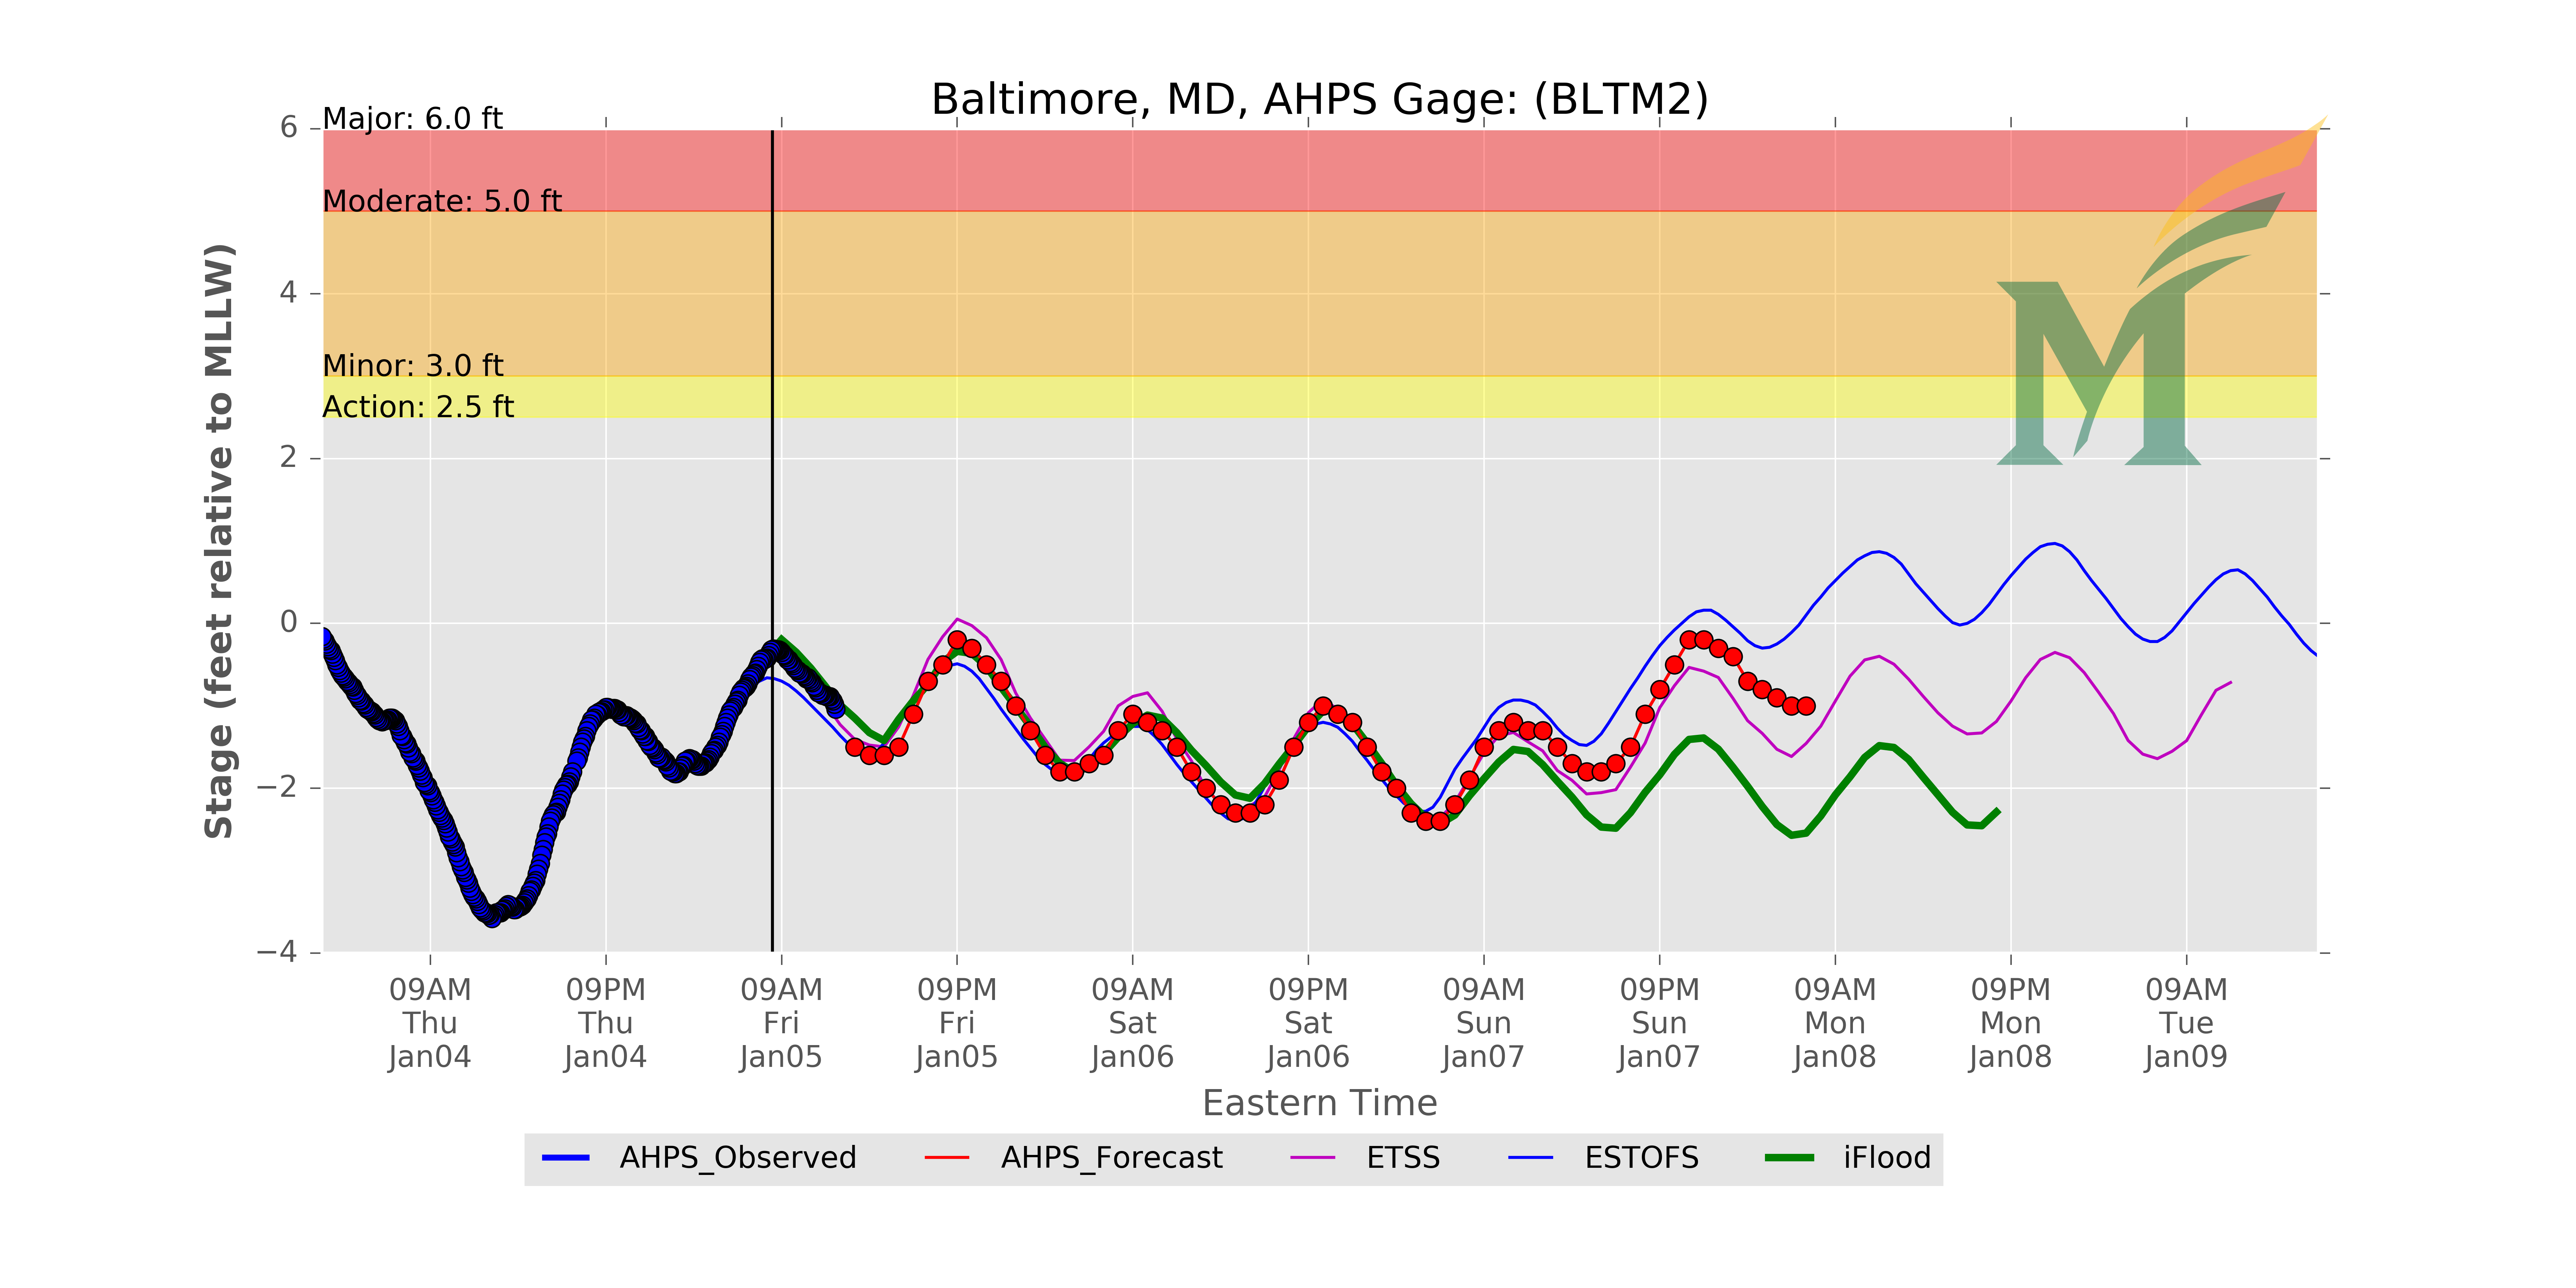 Baltimore, MD, AHPS Gage: (BLTM2)
Major: 6.0 ft
Moderate: 5.0 ft
Minor: 3.0 ft
Action: 2.5 ft
Stage (feet relative to MLLW)
6
4
2
0
−2
−4
09AM
Thu
Jan04
09PM
Thu
Jan04
09AM
Fri
Jan05
09PM
Fri
Jan05
09AM
Sat
Jan06
09PM
Sat
Jan06
09AM
Sun
Jan07
09PM
Sun
Jan07
09AM
Mon
Jan08
09PM
Mon
Jan08
09AM
Tue
Jan09
Eastern Time
AHPS_Observed AHPS_Forecast ETSS ESTOFS iFlood
M